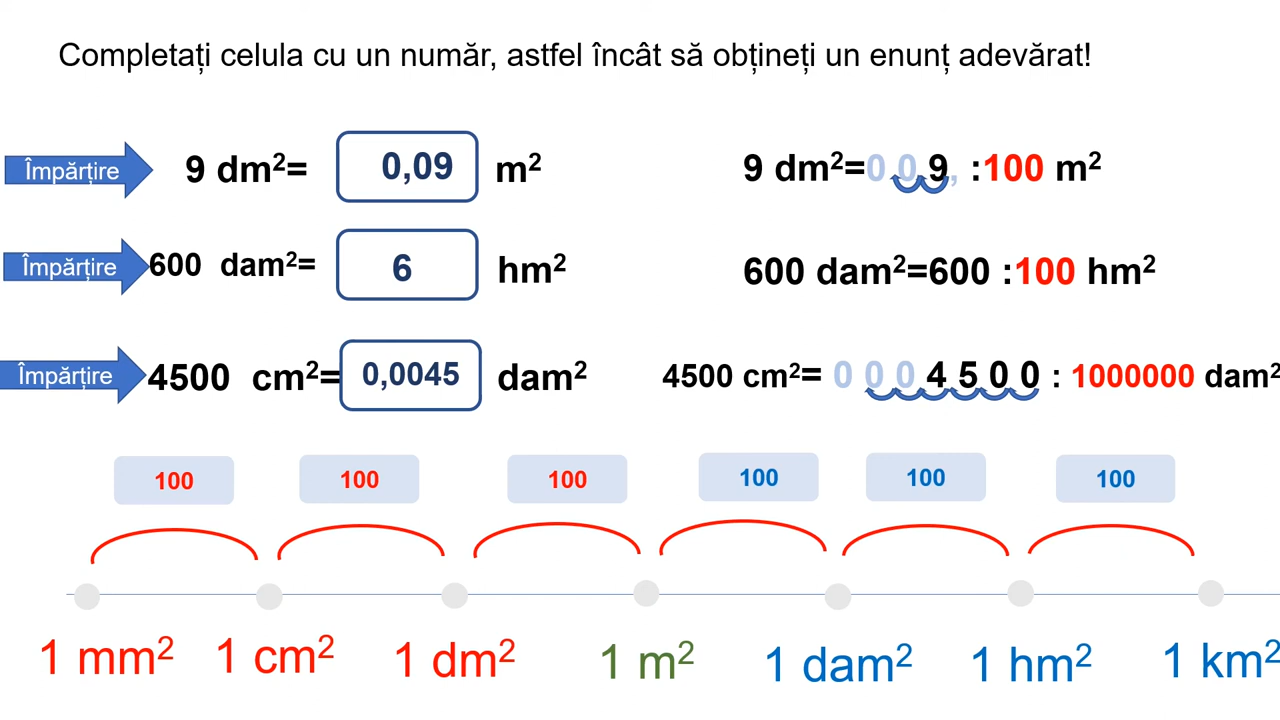 Completați celula cu un număr, astfel încât să obțineți un enunț adevărat!
Împărțire 9 dm²= 0,09 m² 9 dm²=0 0 9, :100 m²
Împărțire 600 dam²= 6 hm² 600 dam²=600 :100 hm²
Împărțire 4500 cm²= 0,0045 dam² 4500 cm²= 0 0 0 4 5 0 0 : 1000000 dam²
100 100 100 100 100 100
1 mm² 1 cm² 1 dm² 1 m² 1 dam² 1 hm² 1 km²